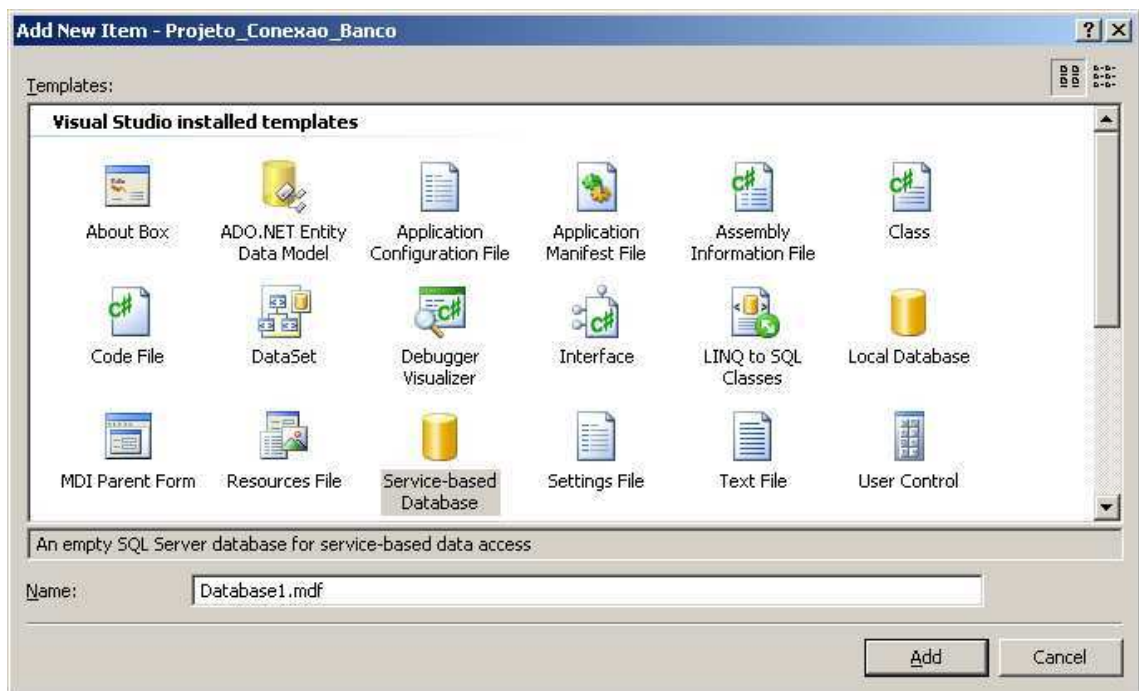 Add New Item - Projeto_Conexao_Banco
Templates:
Visual Studio installed templates
About Box
ADO.NET Entity
Data Model
Application
Configuration File
Application
Manifest File
Assembly
Information File
Class
Code File
DataSet
Debugger
Visualizer
Interface
LINQ to SQL
Classes
Local Database
MDI Parent Form
Resources File
Service-based
Database
Settings File
Text File
User Control
An empty SQL Server database for service-based data access
Name:
Database1.mdf
Add
Cancel